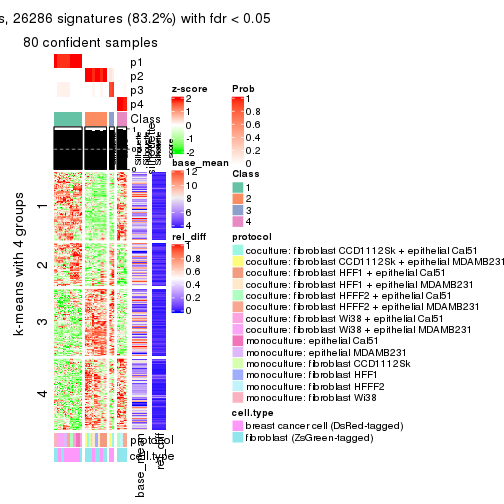 s, 26286 signatures (83.2%) with fdr < 0.05
80 confident samples
p1
p2
p3
p4
Class
1
0.5
0
Silhouette
score
k-means with 4 groups
1
2
3
4
protocol
cell.type
base_mean
rel_diff
z-score
2
1
0
-1
-2
base_mean
12
10
8
6
4
rel_diff
1
0.8
0.6
0.4
0.2
0
Prob
1
0.8
0.6
0.4
0.2
0
Class
1
2
3
4
protocol
coculture: fibroblast CCD1112Sk + epithelial Cal51
coculture: fibroblast CCD1112Sk + epithelial MDAMB231
coculture: fibroblast HFF1 + epithelial Cal51
coculture: fibroblast HFF1 + epithelial MDAMB231
coculture: fibroblast HFFF2 + epithelial Cal51
coculture: fibroblast HFFF2 + epithelial MDAMB231
coculture: fibroblast Wi38 + epithelial Cal51
coculture: fibroblast Wi38 + epithelial MDAMB231
monoculture: epithelial Cal51
monoculture: epithelial MDAMB231
monoculture: fibroblast CCD1112Sk
monoculture: fibroblast HFF1
monoculture: fibroblast HFFF2
monoculture: fibroblast Wi38
cell.type
breast cancer cell (DsRed-tagged)
fibroblast (ZsGreen-tagged)